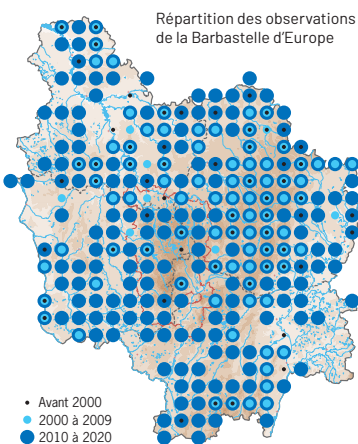 Répartition des observations
de la Barbastelle d'Europe
Avant 2000
2000 à 2009
2010 à 2020